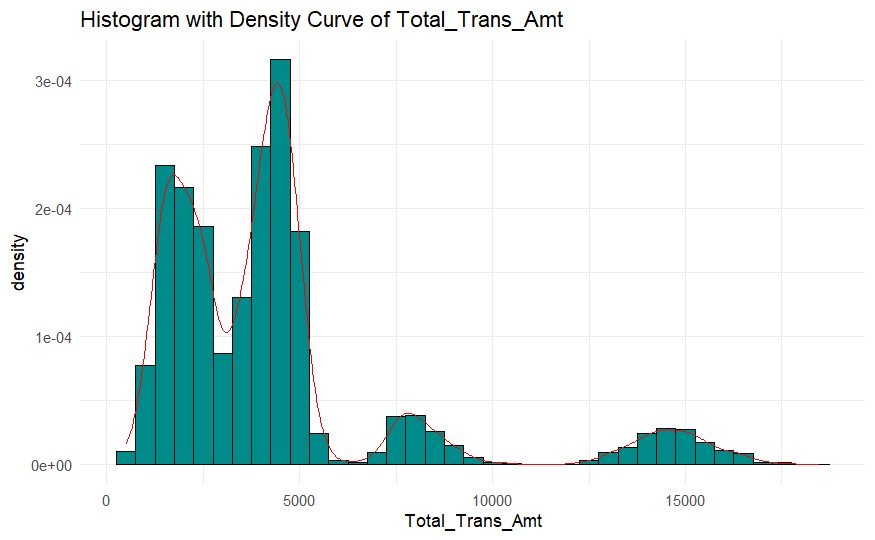 Histogram with Density Curve of Total_Trans_Amt
density
3e-04
2e-04
1e-04
0e+00
0 5000 10000 15000
Total_Trans_Amt